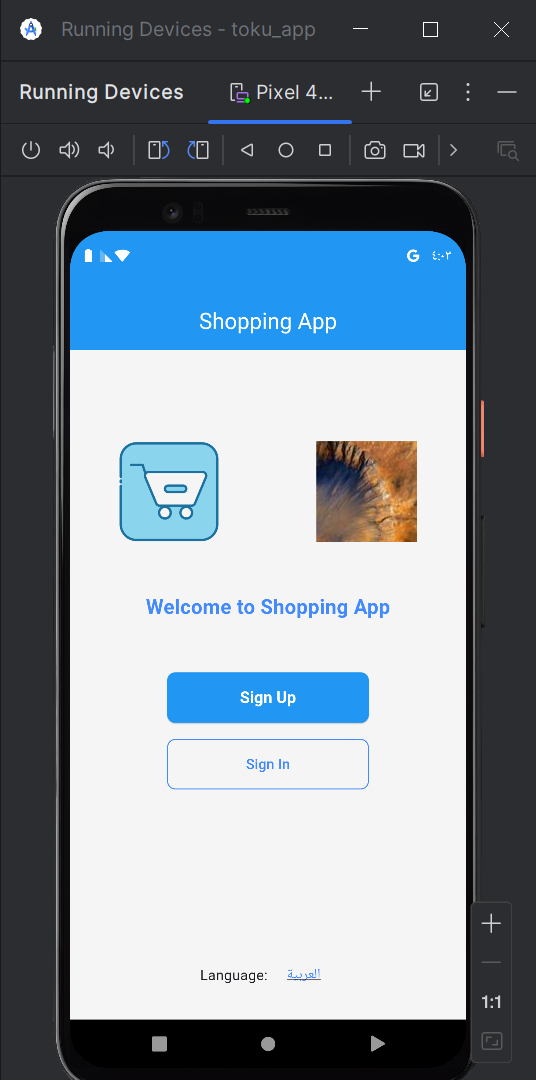 Running Devices - toku_app
Running Devices
Pixel 4...
G ٤:٠٢
Shopping App
Welcome to Shopping App
Sign Up
Sign In
Language: العربية
1:1